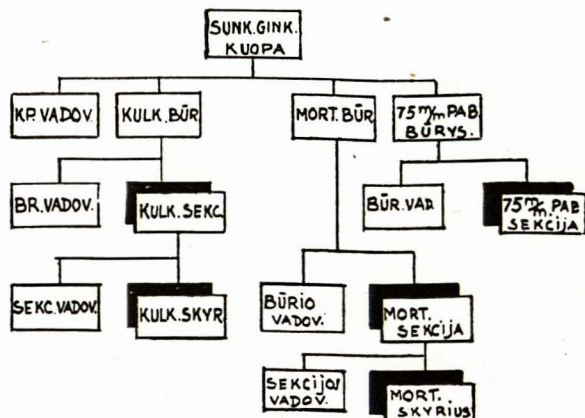 SUNK. GINK.
KUOPA
KP. VADOV.
KULK. BŪR.
MORT. BŪR.
75 m/m PAB.
BŪRYS.
BR. VADOV.
KULK. SEKC.
BŪR. VAD.
75 m/m. PAB.
SEKCIJA
SEKC. VADOV.
KULK. SKYR.
BŪRIO
VADOV.
MORT.
SEKCIJA
SEKCIJOS
VADOV.
MORT.
SKYRIUS